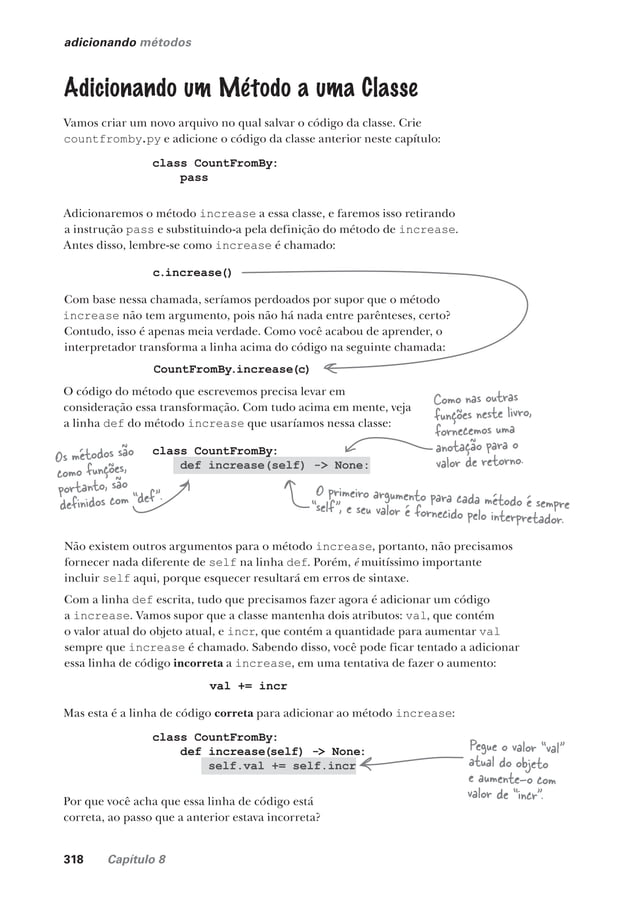 adicionando métodos
Adicionando um Método a uma Classe
Vamos criar um novo arquivo no qual salvar o código da classe. Crie
countfromby.py e adicione o código da classe anterior neste capítulo:
class CountFromBy:
    pass
Adicionaremos o método increase a essa classe, e faremos isso retirando
a instrução pass e substituindo-a pela definição do método de increase.
Antes disso, lembre-se como increase é chamado:
c.increase()
Com base nessa chamada, seríamos perdoados por supor que o método
increase não tem argumento, pois não há nada entre parênteses, certo?
Contudo, isso é apenas meia verdade. Como você acabou de aprender, o
interpretador transforma a linha acima do código na seguinte chamada:
CountFromBy.increase(c)
O código do método que escrevemos precisa levar em
consideração essa transformação. Com tudo acima em mente, veja
a linha def do método increase que usaríamos nessa classe:
Como nas outras
funções neste livro,
fornecemos uma
anotação para o
valor de retorno.
Os métodos são
como funções,
portanto, são
definidos com “def”.
class CountFromBy:
    def increase(self) -> None:
O primeiro argumento para cada método é sempre
“self”, e seu valor é fornecido pelo interpretador.
Não existem outros argumentos para o método increase, portanto, não precisamos
fornecer nada diferente de self na linha def. Porém, é muitíssimo importante
incluir self aqui, porque esquecer resultará em erros de sintaxe.
Com a linha def escrita, tudo que precisamos fazer agora é adicionar um código
a increase. Vamos supor que a classe mantenha dois atributos: val, que contém
o valor atual do objeto atual, e incr, que contém a quantidade para aumentar val
sempre que increase é chamado. Sabendo disso, você pode ficar tentado a adicionar
essa linha de código incorreta a increase, em uma tentativa de fazer o aumento:
val += incr
Mas esta é a linha de código correta para adicionar ao método increase:
class CountFromBy:
    def increase(self) -> None:
        self.val += self.incr
Pegue o valor “val”
atual do objeto
e aumente-o com
valor de “incr”.
Por que você acha que essa linha de código está
correta, ao passo que a anterior estava incorreta?
318 Capítulo 8